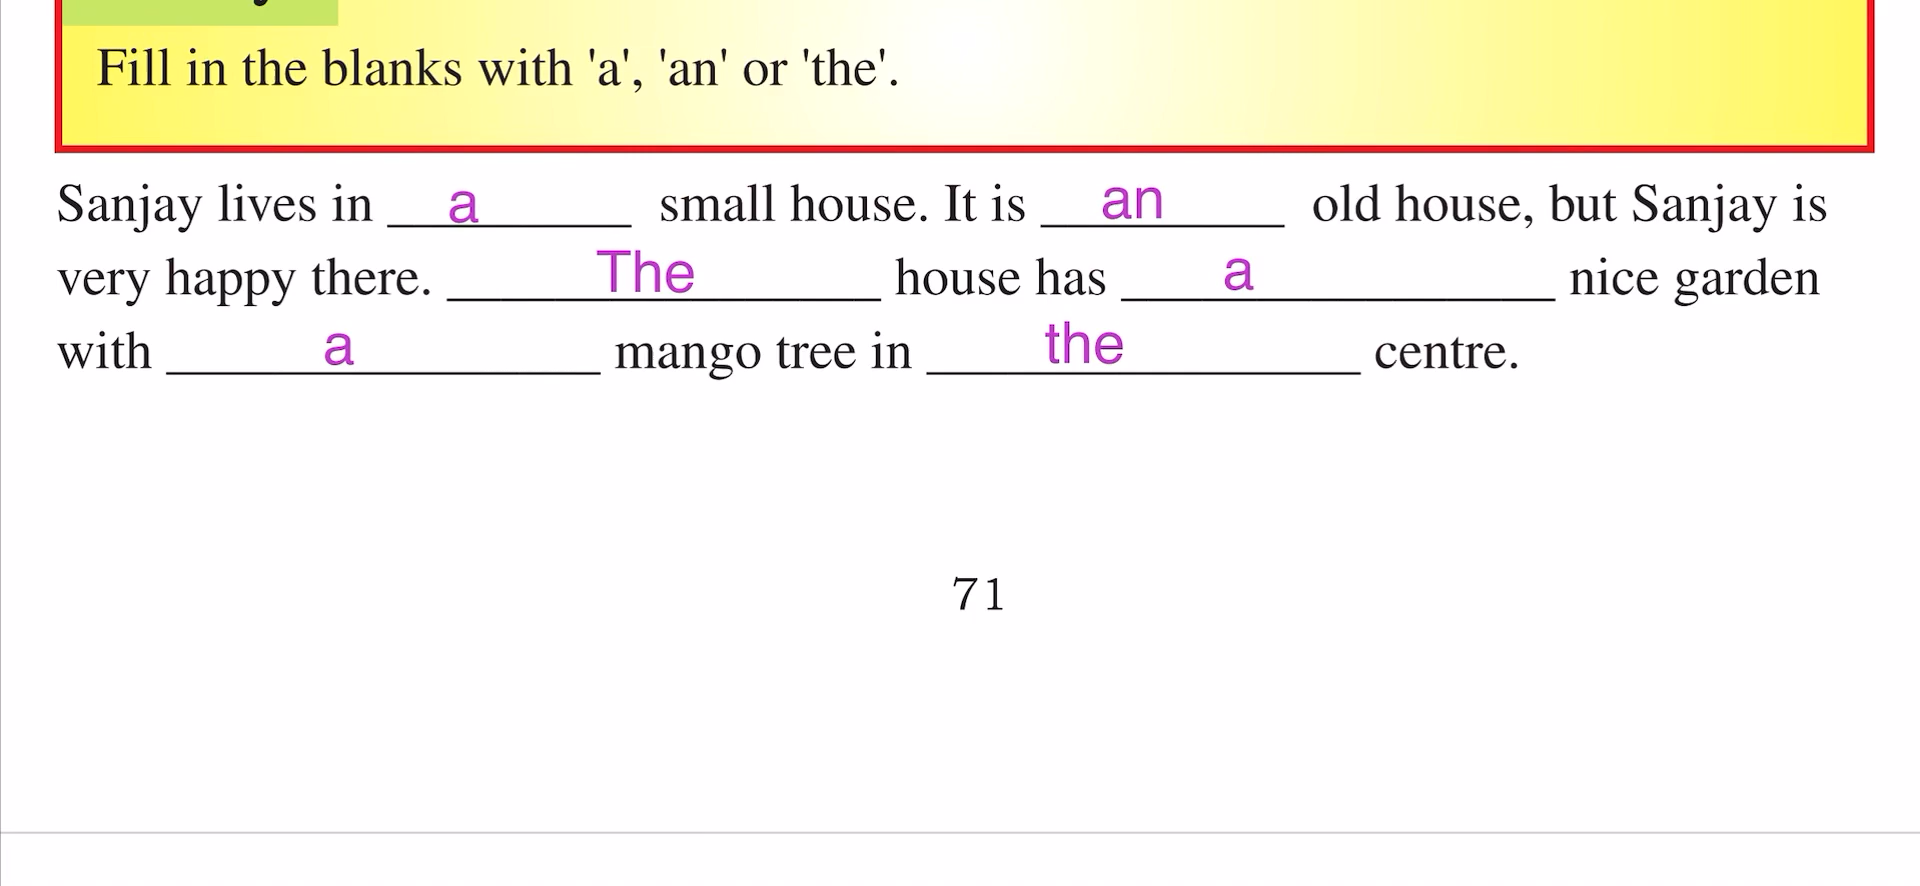 Fill in the blanks with 'a', 'an' or 'the'.
Sanjay lives in a small house. It is an old house, but Sanjay is
very happy there. The house has a nice garden
with a mango tree in the centre.
71